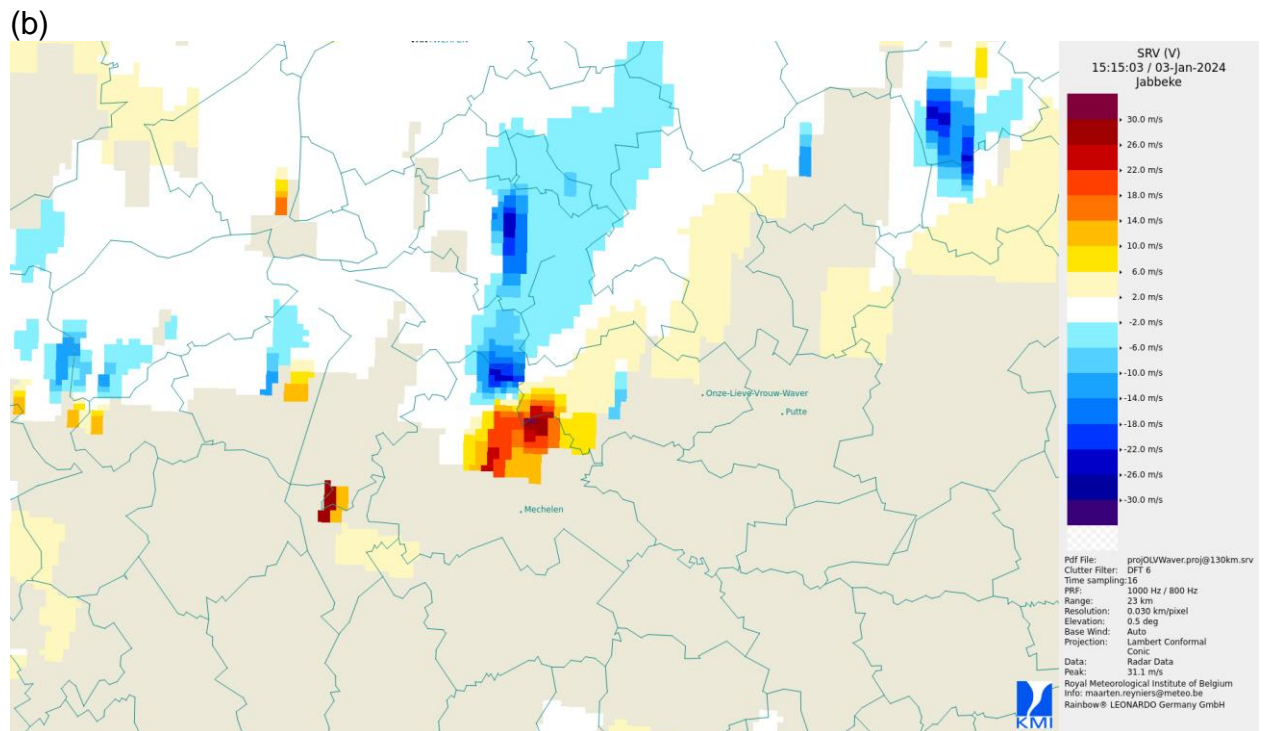 (b)
SRV (V)
15:15:03 / 03-Jan-2024
Jabbeke
30.0 m/s
26.0 m/s
22.0 m/s
18.0 m/s
14.0 m/s
10.0 m/s
6.0 m/s
2.0 m/s
-2.0 m/s
-6.0 m/s
-10.0 m/s
-14.0 m/s
-18.0 m/s
-22.0 m/s
-26.0 m/s
-30.0 m/s
Onze-Lieve-Vrouw-Waver
Putte
Mechelen
Pdf File: projOLVWaver.proj@130km.srv
Clutter Filter: DFT 6
Time sampling:16
PRF: 1000 Hz / 800 Hz
Range: 23 km
Resolution: 0.030 km/pixel
Elevation: 0.5 deg
Base Wind: Auto
Projection: Lambert Conformal
Conic
Data: Radar Data
Peak: 31.1 m/s
Royal Meteorological Institute of Belgium
Info: maarten.reyniers@meteo.be
Rainbow® LEONARDO Germany GmbH
KMI